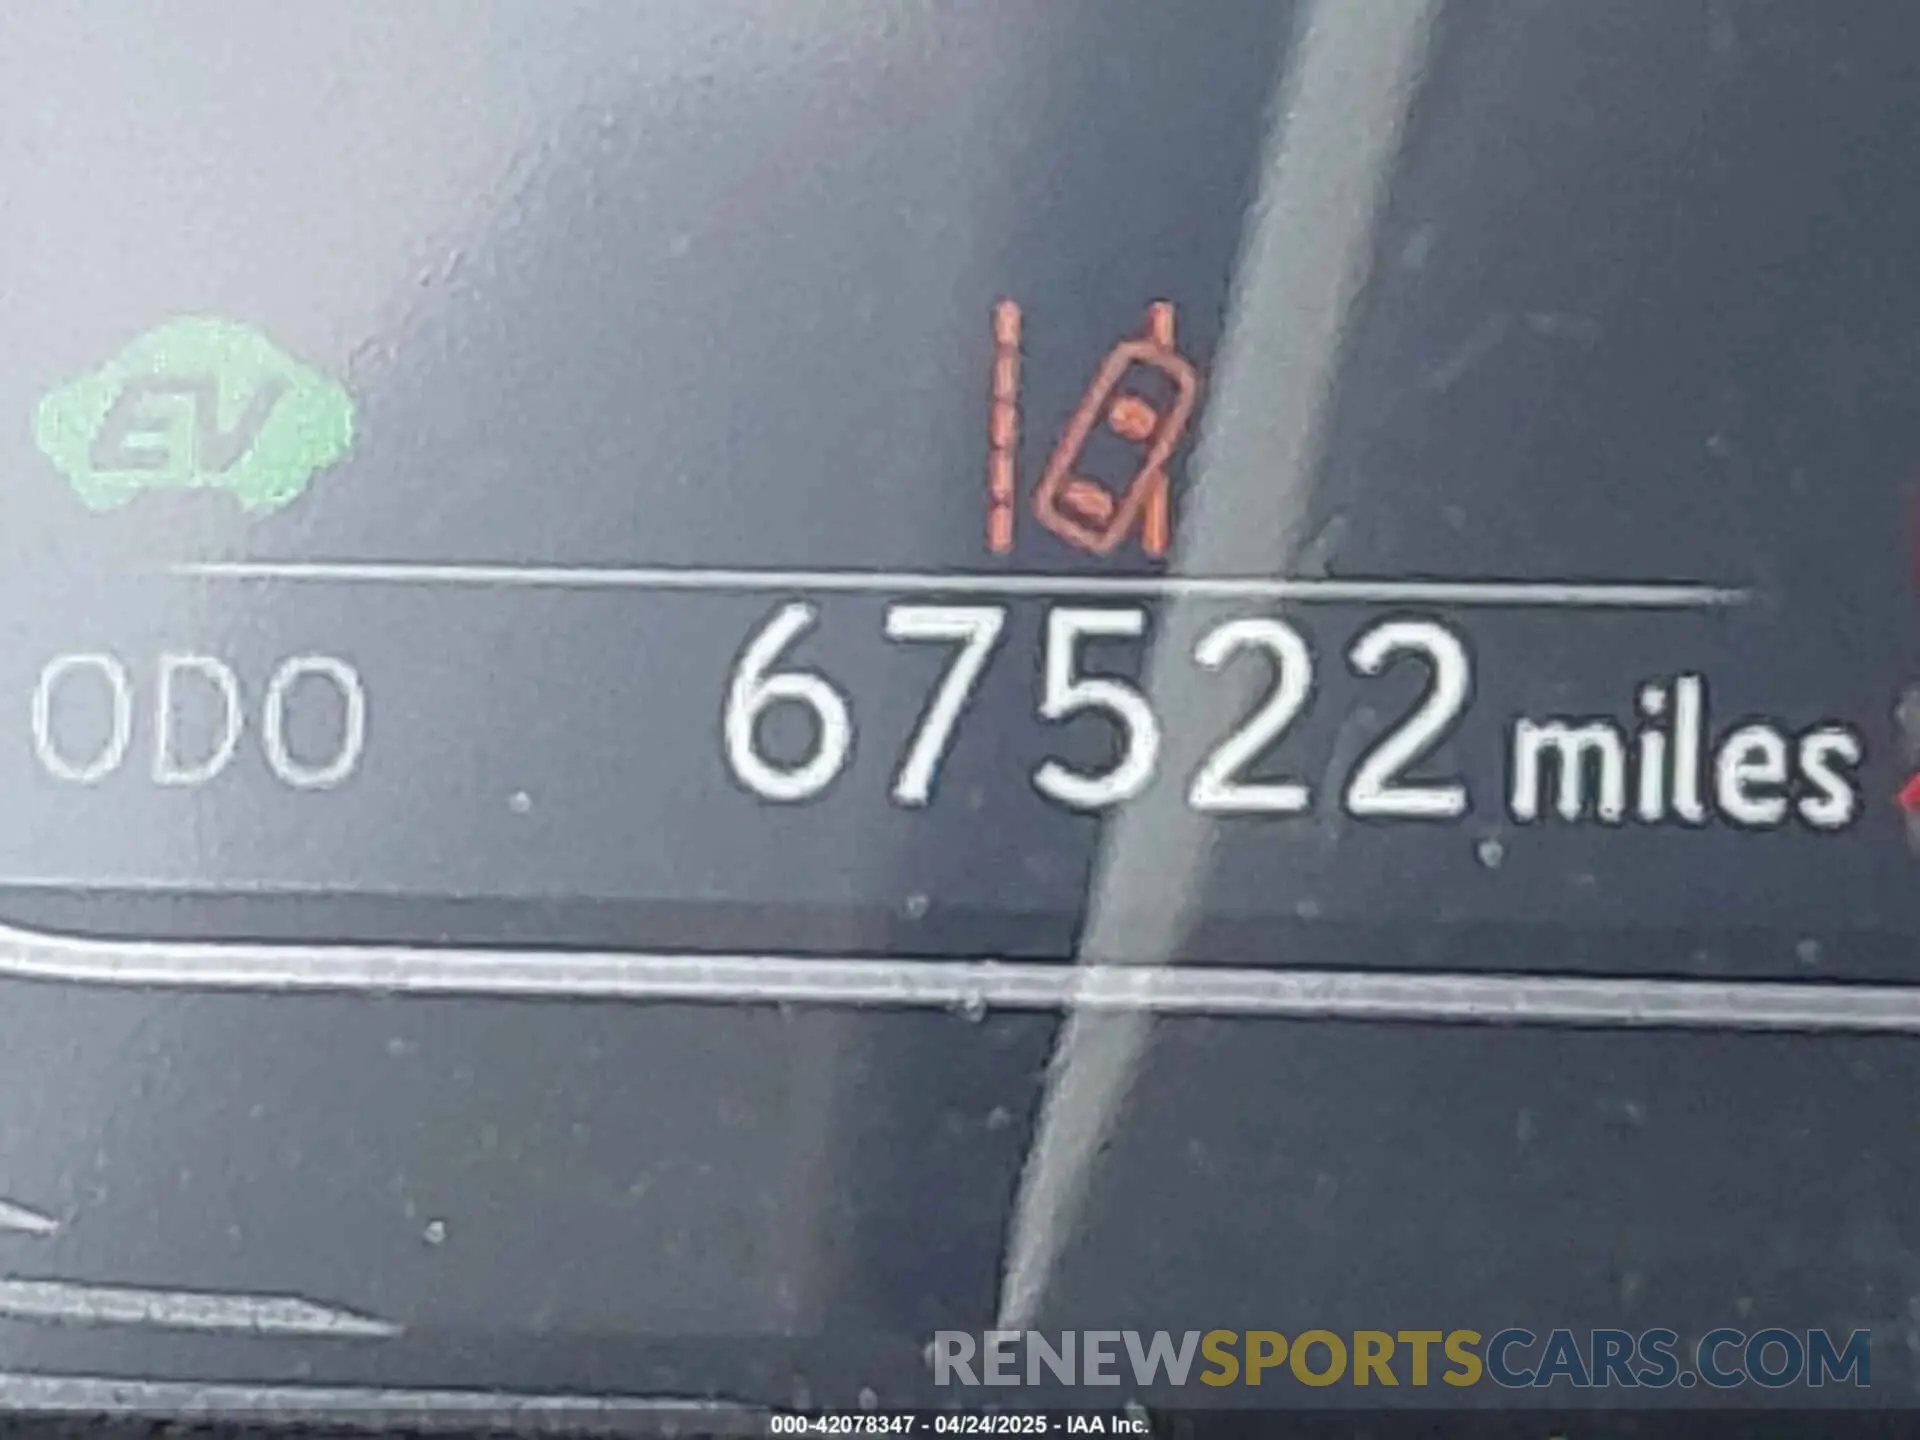 EV
ODO 67522 miles
RENEWSPORTSCARS.COM
000-42078347 - 04/24/2025 - IAA Inc.